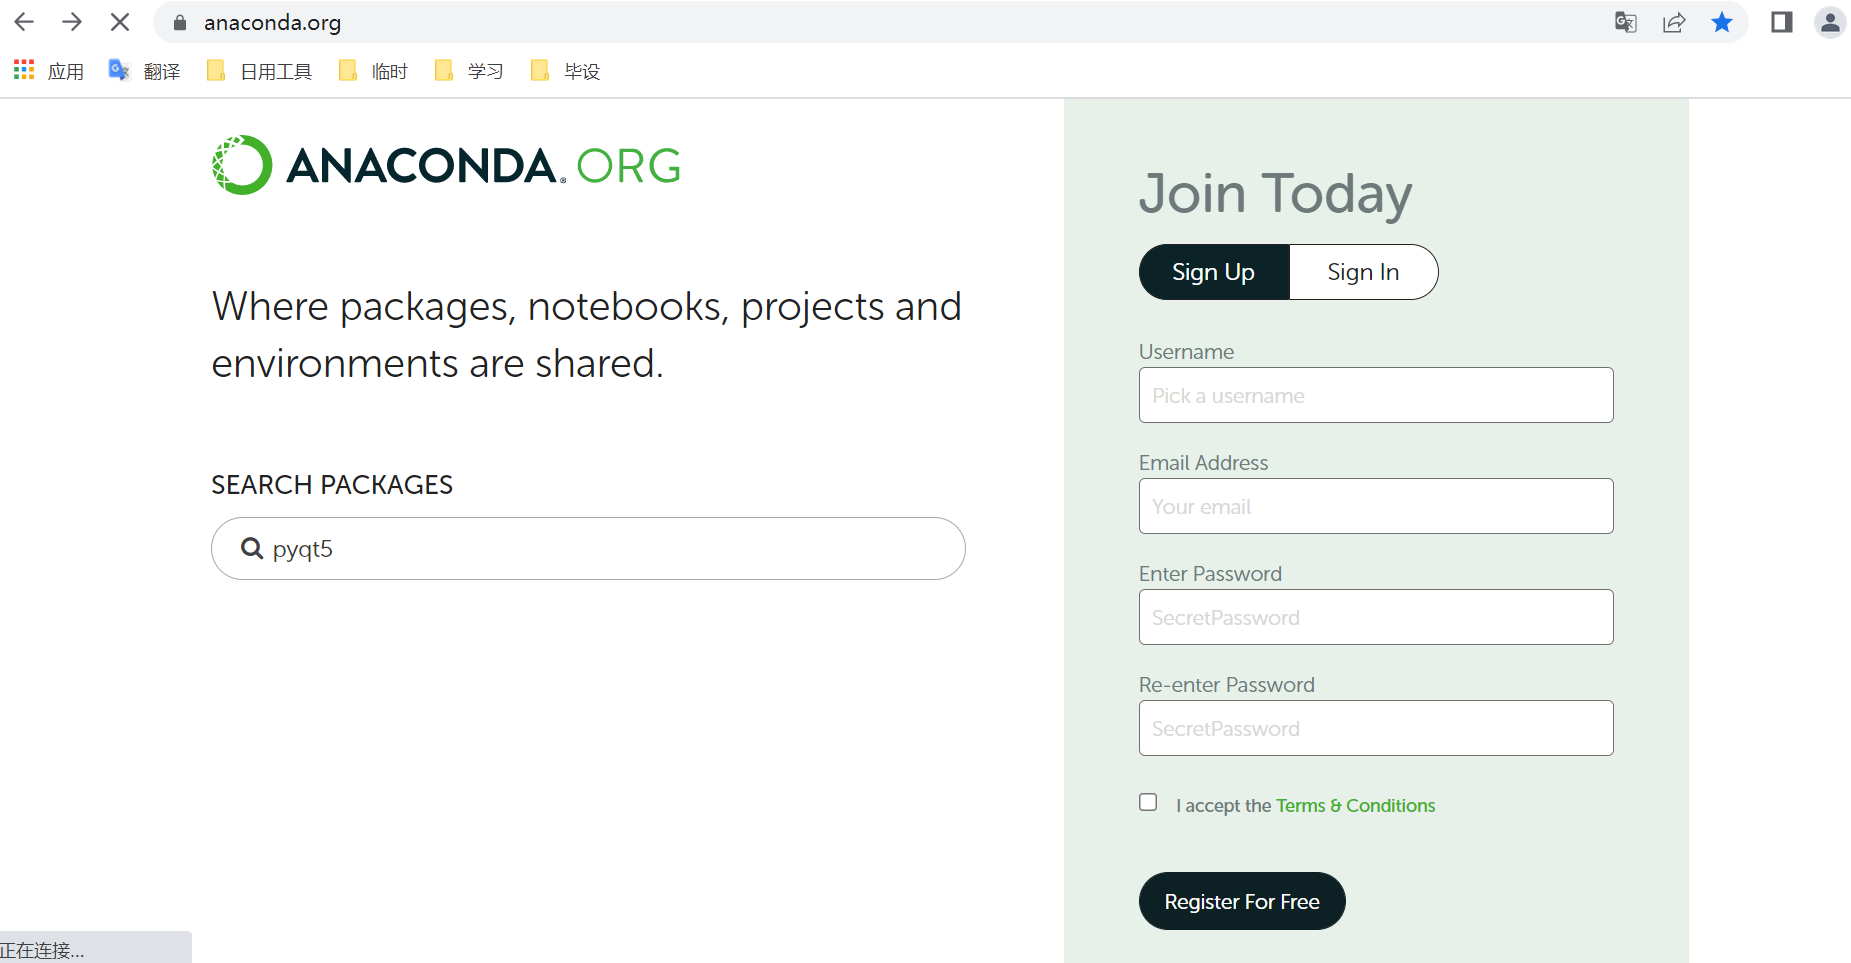 anaconda.org
应用 翻译 日用工具 临时 学习 毕设
ANACONDA.ORG
Where packages, notebooks, projects and
environments are shared.
SEARCH PACKAGES
pyqt5
Join Today
Sign Up Sign In
Username
Pick a username
Email Address
Your email
Enter Password
SecretPassword
Re-enter Password
SecretPassword
I accept the Terms & Conditions
Register For Free
正在连接...